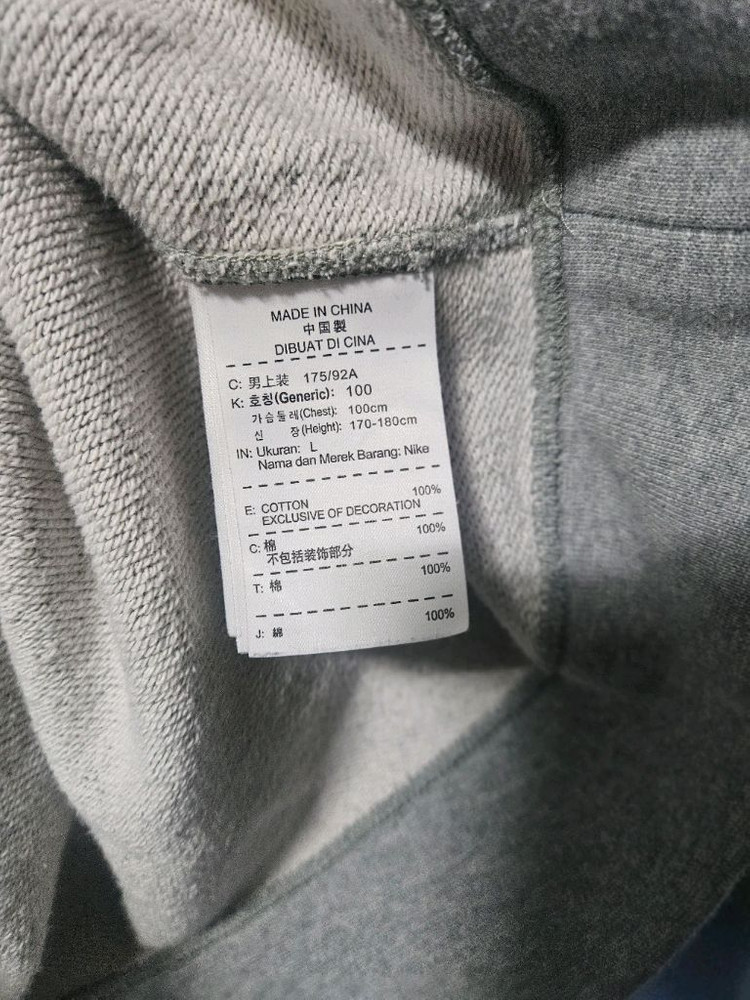 MADE IN CHINA
中国製
DIBUAT DI CINA
C: 男上装 175/92A
K: 호칭(Generic): 100
가슴둘레(Chest): 100cm
신 장(Height): 170-180cm
IN: Ukuran: L
Nama dan Merek Barang: Nike
E: COTTON 100%
EXCLUSIVE OF DECORATION
C: 棉 100%
不包括装饰部分
T: 棉 100%
J: 綿 100%